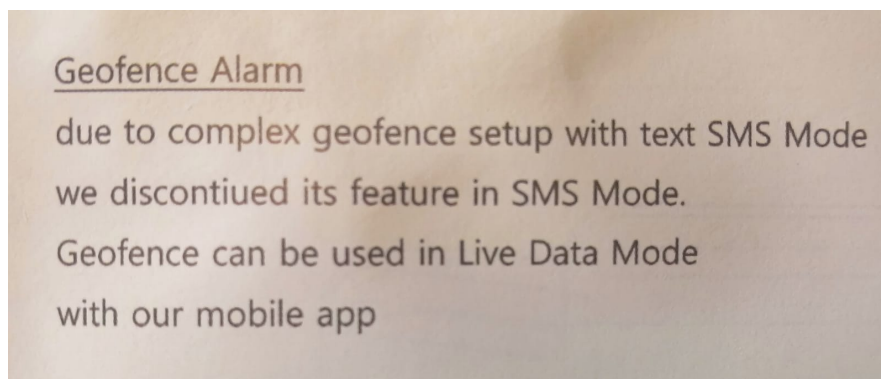 Geofence Alarm
due to complex geofence setup with text SMS Mode
we discontiued its feature in SMS Mode.
Geofence can be used in Live Data Mode
with our mobile app